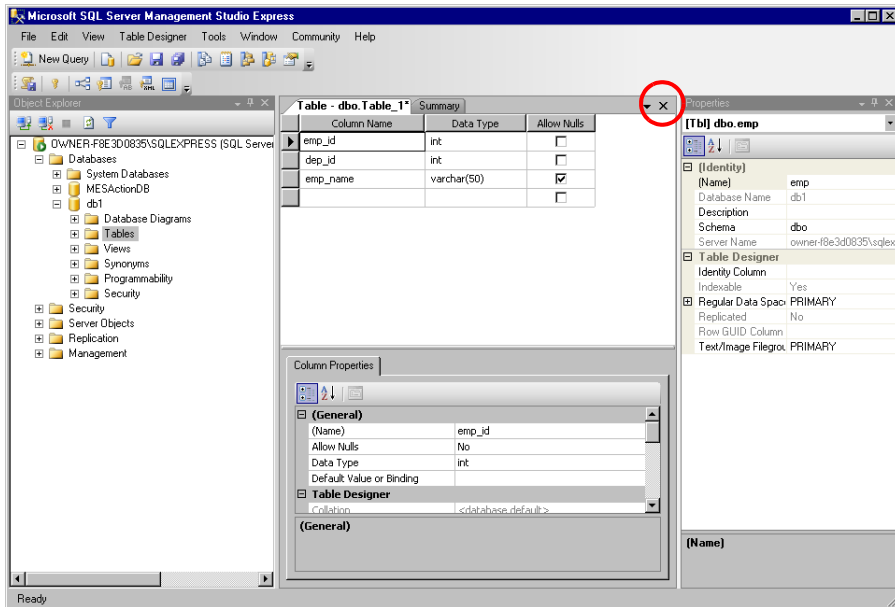 Microsoft SQL Server Management Studio Express
File Edit View Table Designer Tools Window Community Help
New Query
Object Explorer
OWNER-F8E3D0835\SQLEXPRESS (SQL Server
Databases
System Databases
MESActionDB
db1
Database Diagrams
Tables
Views
Synonyms
Programmability
Security
Security
Server Objects
Replication
Management
Table - dbo.Table_1* Summary
Column Name Data Type Allow Nulls
emp_id int
dep_id int
emp_name varchar(50)
Column Properties
(General)
(Name) emp_id
Allow Nulls No
Data Type int
Default Value or Binding
Table Designer
Collation <database default>
(General)
Properties
[Tbl] dbo.emp
(Identity)
(Name) emp
Database Name db1
Description
Schema dbo
Server Name owner-f8e3d0835\sqlex
Table Designer
Identity Column
Indexable Yes
Regular Data Spac PRIMARY
Replicated No
Row GUID Column
Text/Image Filegrou PRIMARY
(Name)
Ready